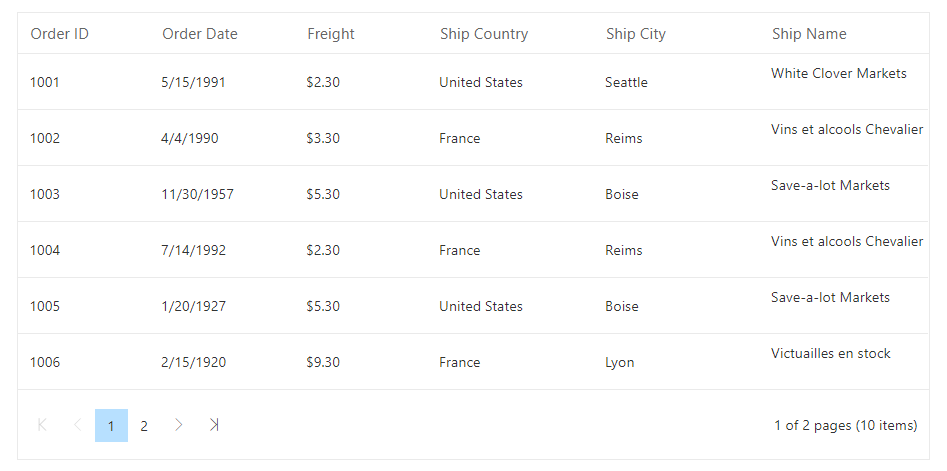 Order ID Order Date Freight Ship Country Ship City Ship Name
1001 5/15/1991 $2.30 United States Seattle White Clover Markets
1002 4/4/1990 $3.30 France Reims Vins et alcools Chevalier
1003 11/30/1957 $5.30 United States Boise Save-a-lot Markets
1004 7/14/1992 $2.30 France Reims Vins et alcools Chevalier
1005 1/20/1927 $5.30 United States Boise Save-a-lot Markets
1006 2/15/1920 $9.30 France Lyon Victuailles en stock
1 2 1 of 2 pages (10 items)